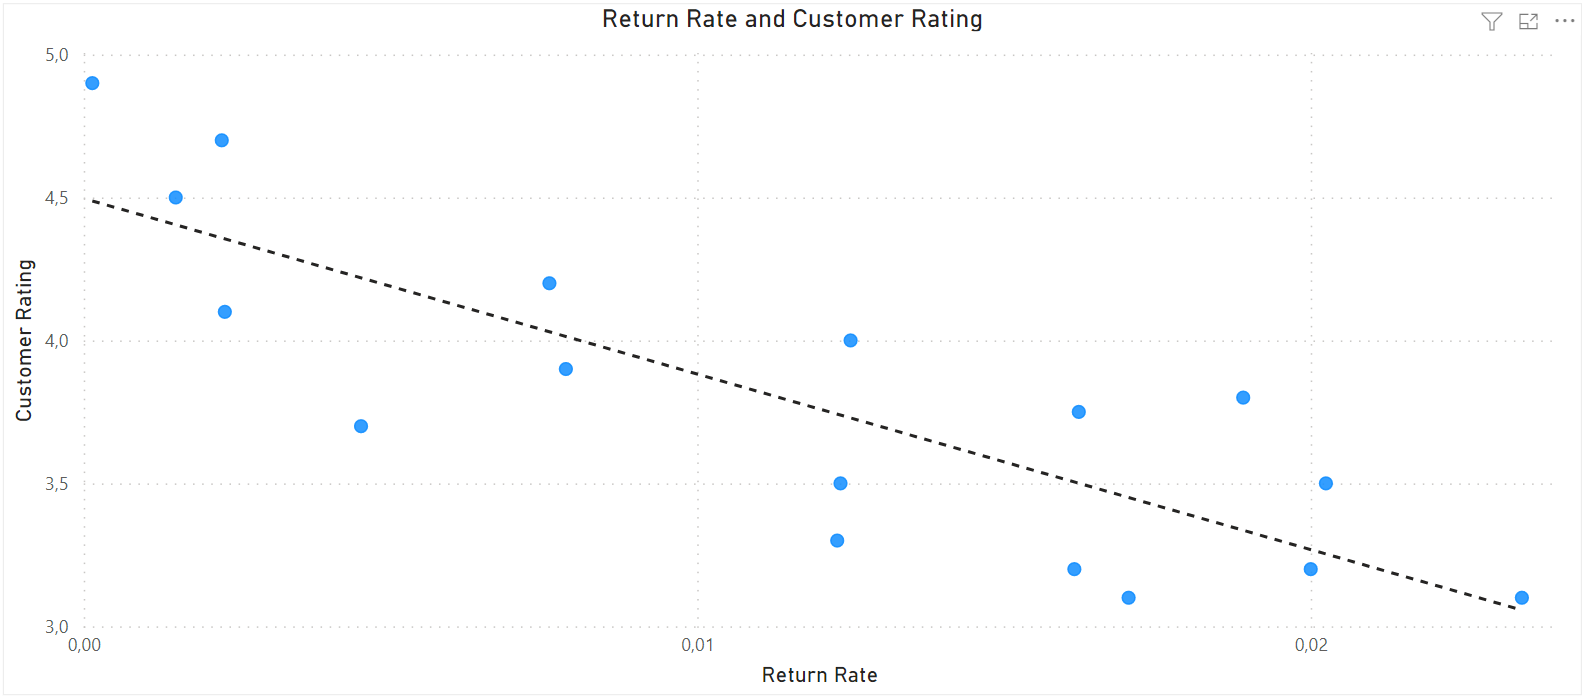 Return Rate and Customer Rating
5,0
4,5
4,0
3,5
3,0
Customer Rating
0,00
0,01
0,02
Return Rate